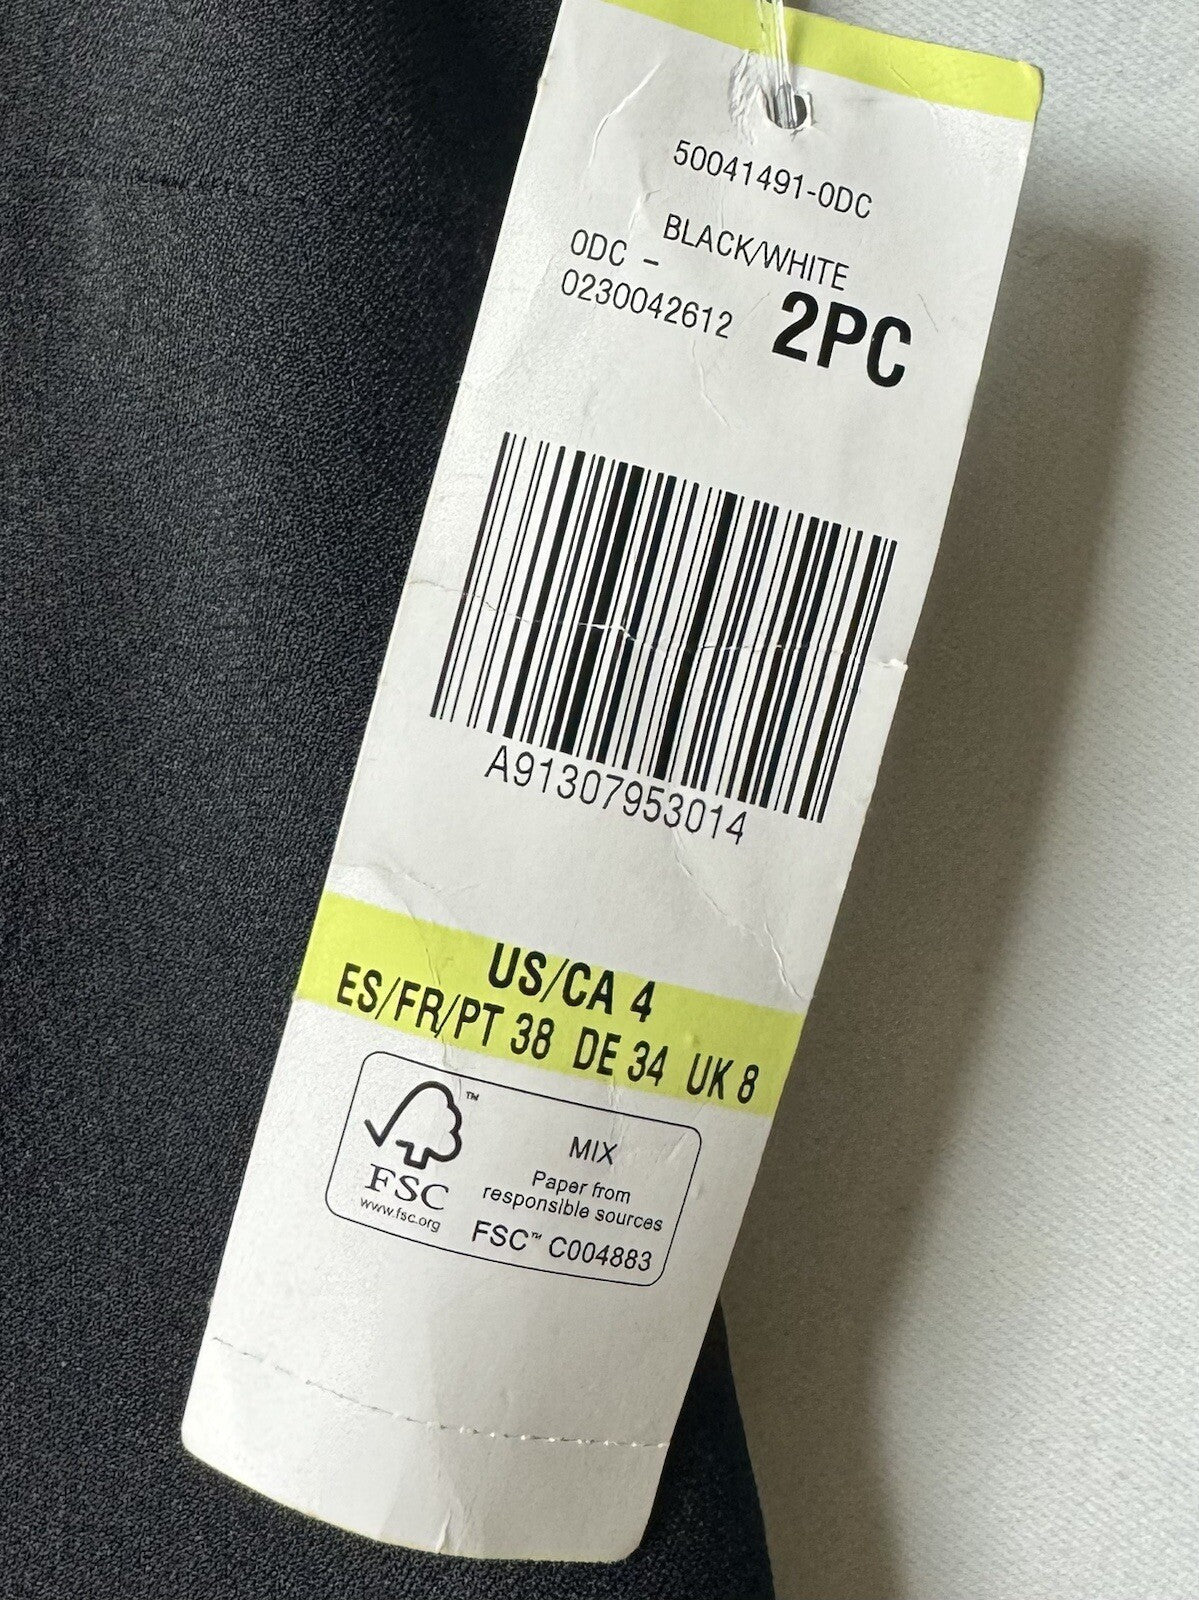 50041491-0DC
BLACK/WHITE
0DC -
0230042612 2PC
A91307953014
US/CA 4
ES/FR/PT 38 DE 34 UK 8
FSC
www.fsc.org
MIX
Paper from
responsible sources
FSC™ C004883